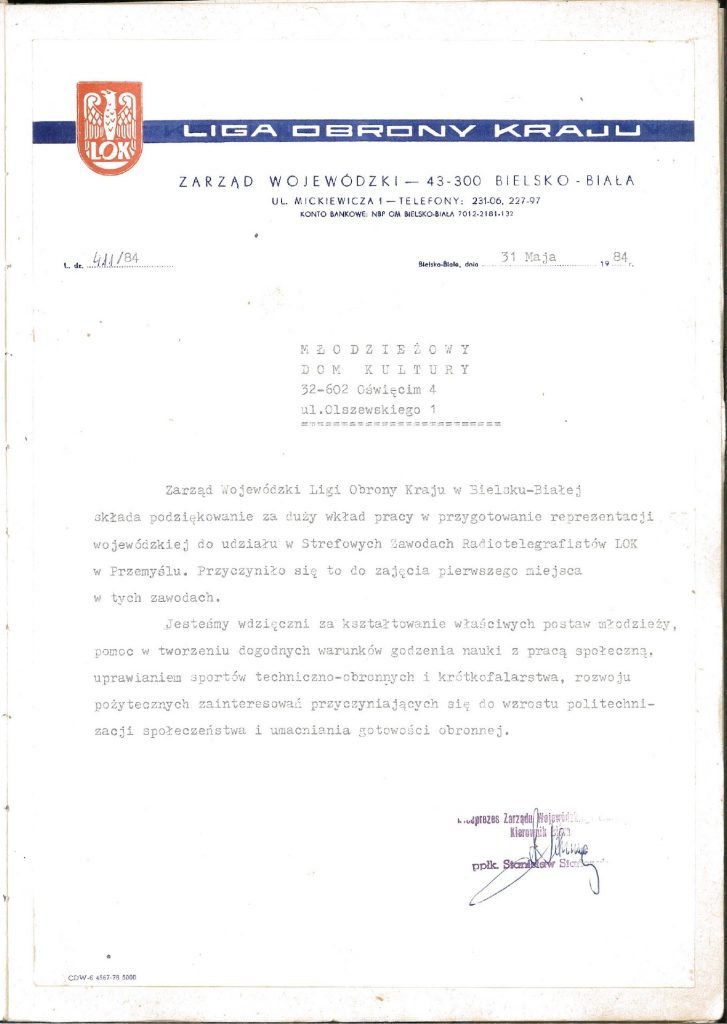 LOK
LIGA OBRONY KRAJU
ZARZĄD WOJEWÓDZKI — 43-300 BIELSKO-BIAŁA
UL. MICKIEWICZA 1 — TELEFONY: 231-06, 227-97
KONTO BANKOWE: NBP OM BIELSKO-BIAŁA 7012-2181-132
L. dz. 411/84
Bielsko-Biała, dnia 31 Maja 1984 r.
MŁODZIEŻOWY
DOM KULTURY
32-602 Oświęcim 4
ul.Olszewskiego 1
=========================
Zarząd Wojewódzki Ligi Obrony Kraju w Bielsku-Białej
składa podziękowanie za duży wkład pracy w przygotowanie reprezentacji
wojewódzkiej do udziału w Strefowych Zawodach Radiotelegrafistów LOK
w Przemyślu. Przyczyniło się to do zajęcia pierwszego miejsca
w tych zawodach.
Jesteśmy wdzięczni za kształtowanie właściwych postaw młodzieży,
pomoc w tworzeniu dogodnych warunków godzenia nauki z pracą społeczną,
uprawianiem sportów techniczno-obronnych i krótkofalarstwa, rozwoju
pożytecznych zainteresowań przyczyniających się do wzrostu politechni-
zacji społeczeństwa i umacniania gotowości obronnej.
Zarządu
Kierownik
ppłk. Stanisław
CDW-6 4567-78 5000